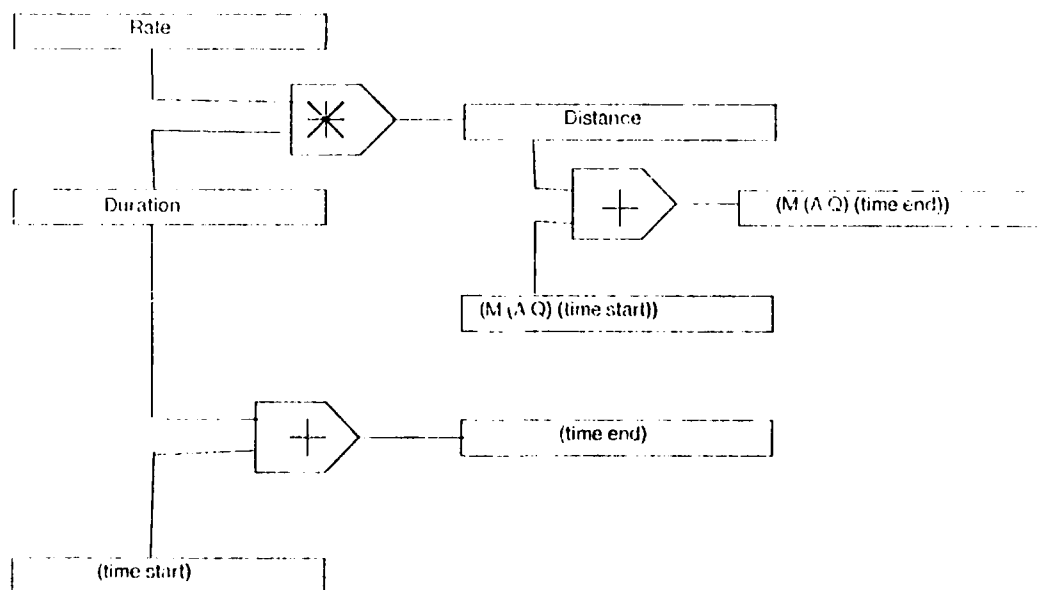 Rate
Distance
Duration
(M (A Q) (time end))
(M (A Q) (time start))
(time end)
(time start)